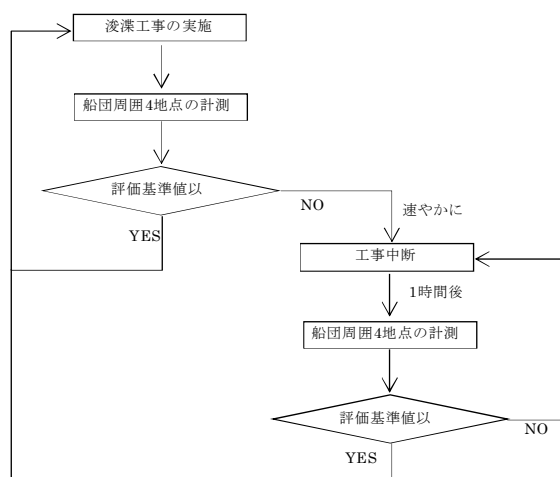 浚渫工事の実施
船団周囲4地点の計測
評価基準値以
NO
速やかに
YES
工事中断
1時間後
船団周囲4地点の計測
評価基準値以
NO
YES